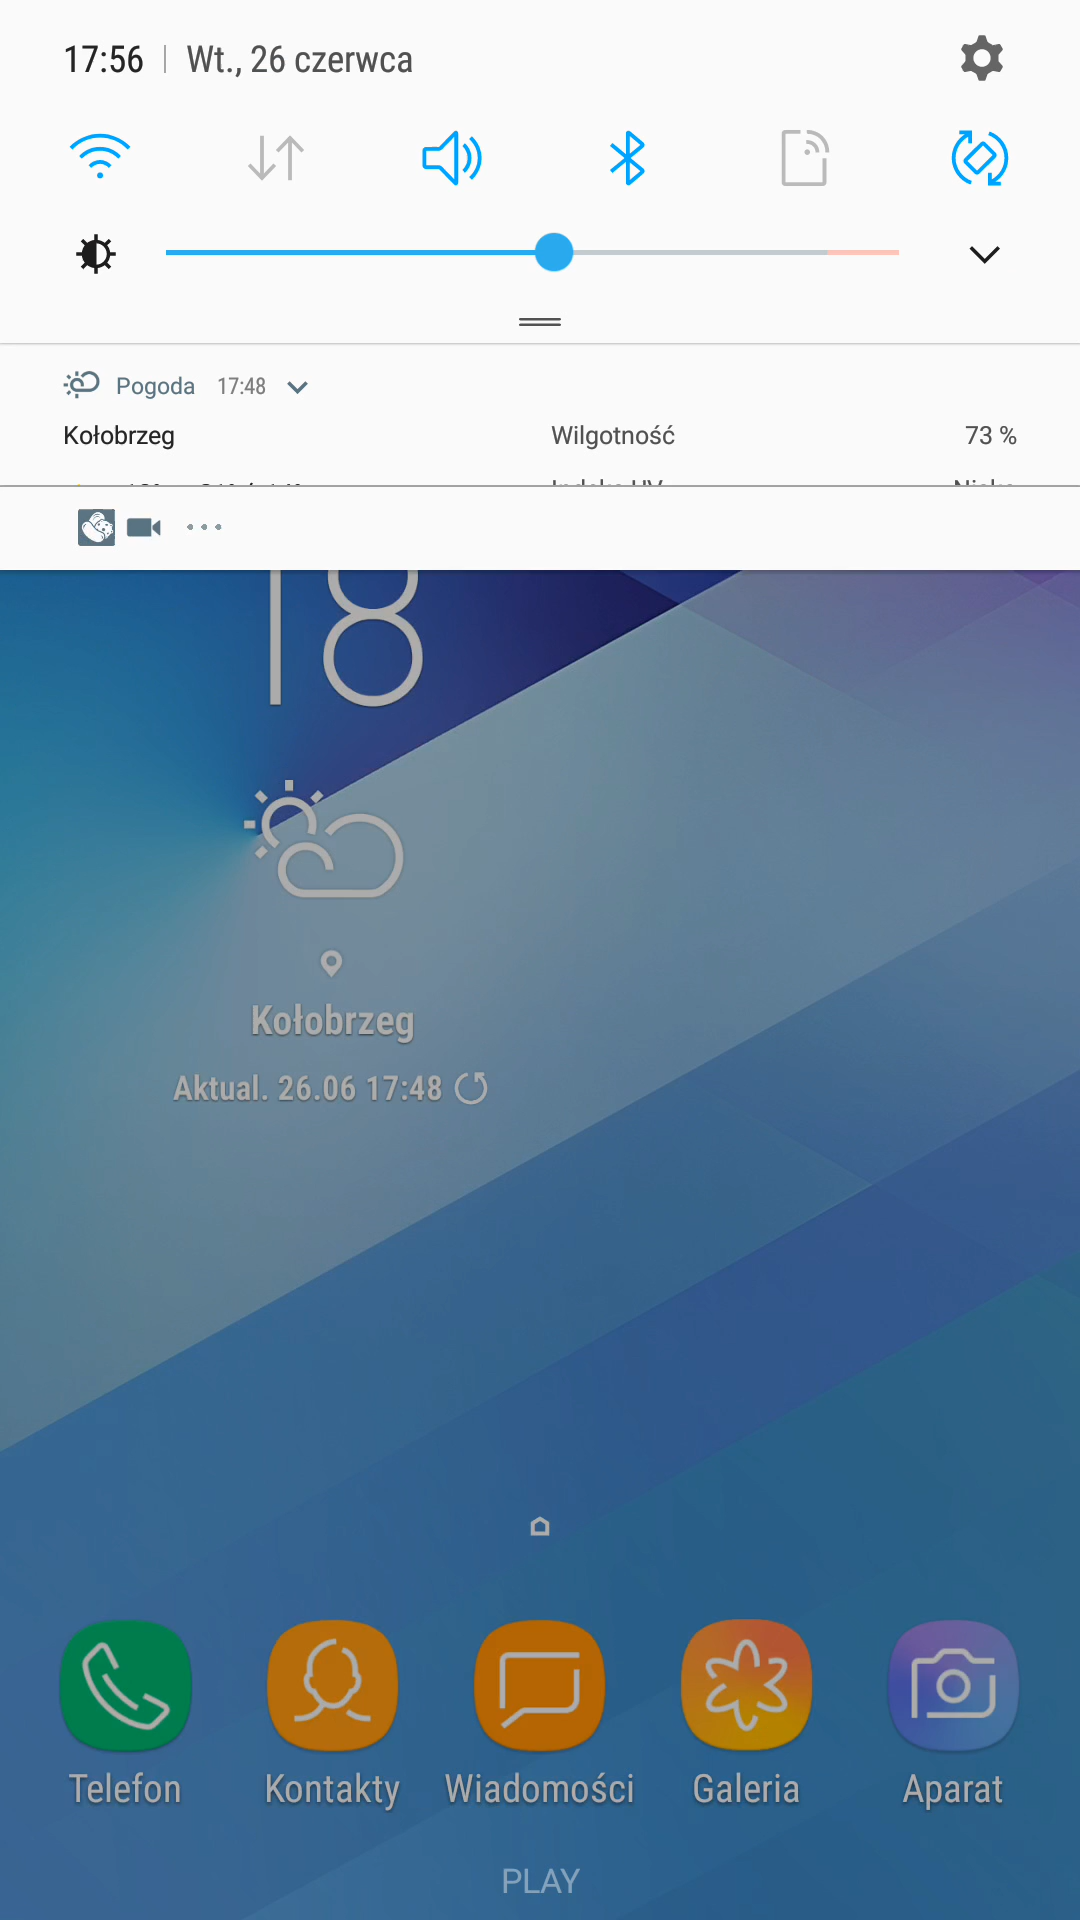 17:56 | Wt., 26 czerwca
Pogoda 17:48
Kołobrzeg Wilgotność 73 %
18
Kołobrzeg
Aktual. 26.06 17:48
Telefon Kontakty Wiadomości Galeria Aparat
PLAY